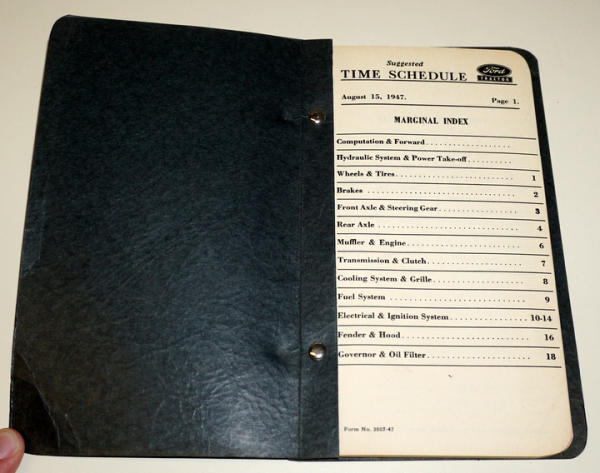 Suggested
TIME SCHEDULE
Ford
TRACTOR
August 15, 1947.
Page 1.
MARGINAL INDEX
Computation & Forward..................
Hydraulic System & Power Take-off..........
Wheels & Tires........................ 1
Brakes .............................. 2
Front Axle & Steering Gear................ 3
Rear Axle ............................ 4
Muffler & Engine....................... 6
Transmission & Clutch................... 7
Cooling System & Grille.................. 8
Fuel System .......................... 9
Electrical & Ignition System............... 10-14
Fender & Hood........................ 16
Governor & Oil Filter.................... 18